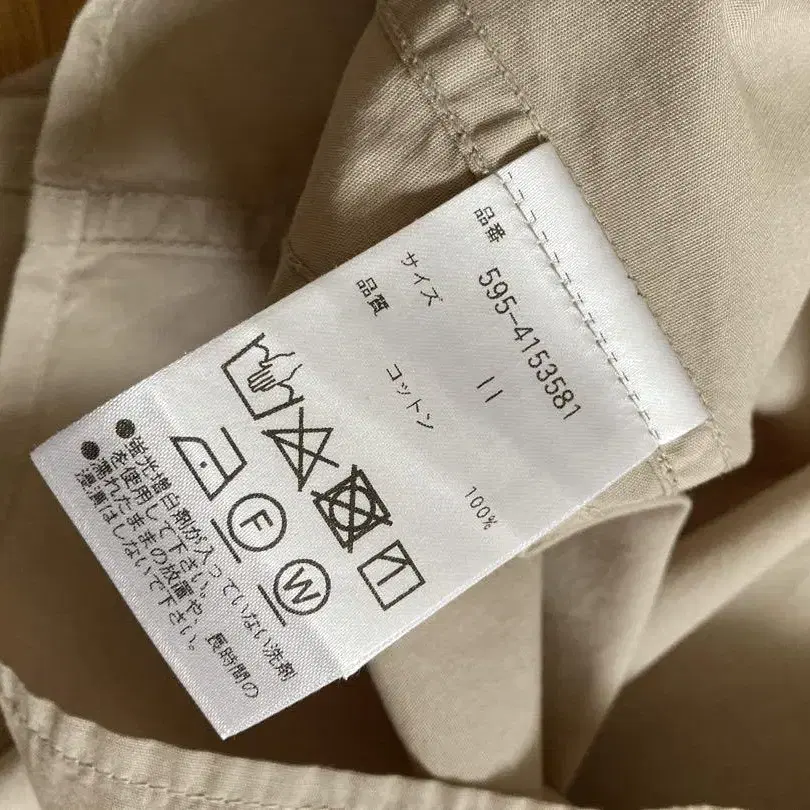 品番 595-4153581
サイズ II
品質 コットン 100%
F
W
●蛍光増白剤が入っていない洗剤
を使用して下さい。
●濡れたままの放置や、長時間の
浸漬はしないで下さい。